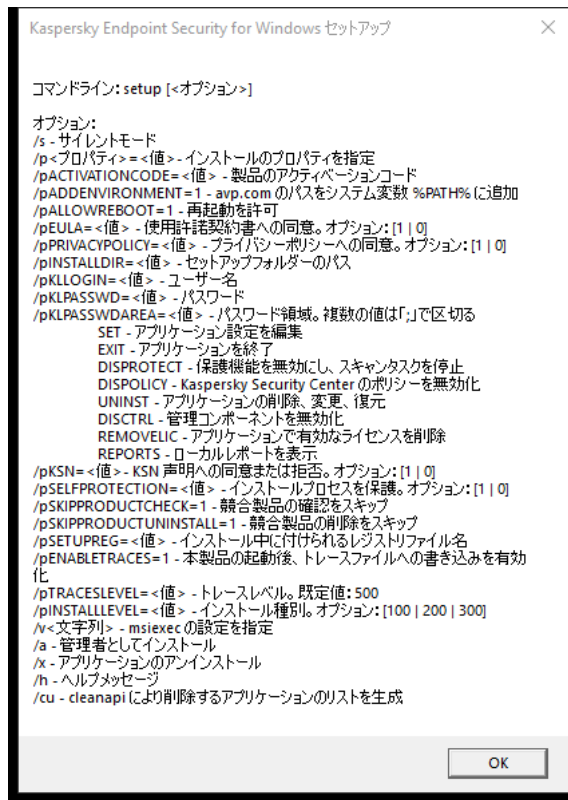 Kaspersky Endpoint Security for Windows セットアップ
コマンドライン: setup [<オプション>]
オプション:
/s - サイレントモード
/p<プロパティ>=<値> - インストールのプロパティを指定
/pACTIVATIONCODE=<値> - 製品のアクティベーションコード
/pADDENVIRONMENT=1 - avp.com のパスをシステム変数 %PATH% に追加
/pALLOWREBOOT=1 - 再起動を許可
/pEULA=<値> - 使用許諾契約書への同意。オプション: [1 | 0]
/pPRIVACYPOLICY=<値> - プライバシーポリシーへの同意。オプション: [1 | 0]
/pINSTALLDIR=<値> - セットアップフォルダーのパス
/pKLLOGIN=<値> - ユーザー名
/pKLPASSWD=<値> - パスワード
/pKLPASSWDAREA=<値> - パスワード領域。複数の値は「;」で区切る
SET - アプリケーション設定を編集
EXIT - アプリケーションを終了
DISPROTECT - 保護機能を無効にし、スキャンタスクを停止
DISPOLICY - Kaspersky Security Center のポリシーを無効化
UNINST - アプリケーションの削除、変更、復元
DISCTRL - 管理コンポーネントを無効化
REMOVELIC - アプリケーションで有効なライセンスを削除
REPORTS - ローカルレポートを表示
/pKSN=<値> - KSN 声明への同意または拒否。オプション: [1 | 0]
/pSELFPROTECTION=<値> - インストールプロセスを保護。オプション: [1 | 0]
/pSKIPPRODUCTCHECK=1 - 競合製品の確認をスキップ
/pSKIPPRODUCTUNINSTALL=1 - 競合製品の削除をスキップ
/pSETUPREG=<値> - インストール中に付けられるレジストリファイル名
/pENABLETRACES=1 - 本製品の起動後、トレースファイルへの書き込みを有効
化
/pTRACESLEVEL=<値> - トレースレベル。既定値: 500
/pINSTALLLEVEL=<値> - インストール種別。オプション: [100 | 200 | 300]
/v<文字列> - msiexec の設定を指定
/a - 管理者としてインストール
/x - アプリケーションのアンインストール
/h - ヘルプメッセージ
/cu - cleanapi により削除するアプリケーションのリストを生成
OK